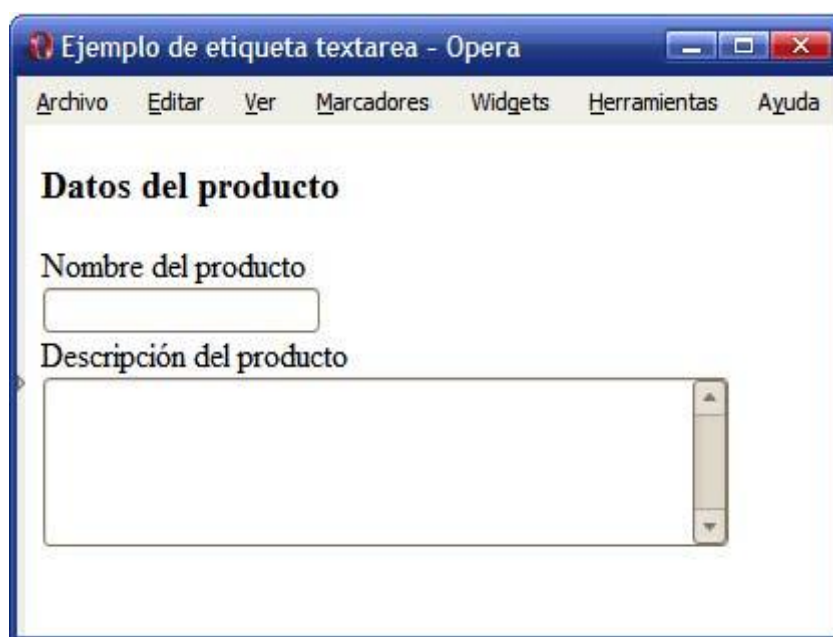 Ejemplo de etiqueta textarea - Opera
Archivo Editar Ver Marcadores Widgets Herramientas Ayuda
Datos del producto
Nombre del producto
Descripción del producto